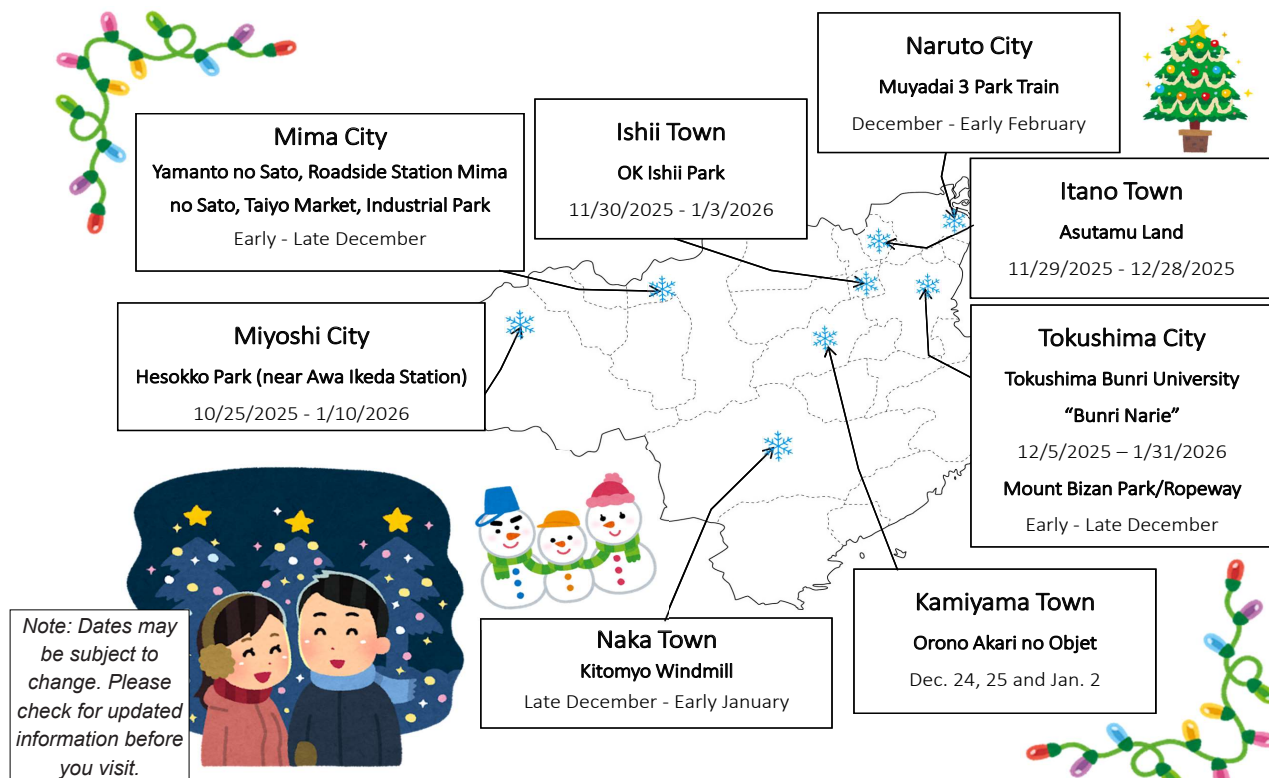 Naruto City
Muyadai 3 Park Train
December - Early February
Mima City
Yamanto no Sato, Roadside Station Mima
no Sato, Taiyo Market, Industrial Park
Early - Late December
Ishii Town
OK Ishii Park
11/30/2025 - 1/3/2026
Itano Town
Asutamu Land
11/29/2025 - 12/28/2025
Miyoshi City
Hesokko Park (near Awa Ikeda Station)
10/25/2025 - 1/10/2026
Tokushima City
Tokushima Bunri University
“Bunri Narie”
12/5/2025 – 1/31/2026
Mount Bizan Park/Ropeway
Early - Late December
Kamiyama Town
Orono Akari no Objet
Dec. 24, 25 and Jan. 2
Naka Town
Kitomyo Windmill
Late December - Early January
Note: Dates may
be subject to
change. Please
check for updated
information before
you visit.